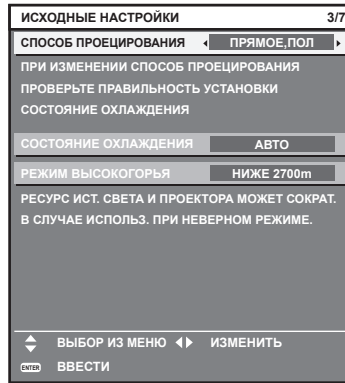 ИСХОДНЫЕ НАСТРОЙКИ 3/7
СПОСОБ ПРОЕЦИРОВАНИЯ ПРЯМОЕ,ПОЛ
ПРИ ИЗМЕНЕНИИ СПОСОБ ПРОЕЦИРОВАНИЯ
ПРОВЕРЬТЕ ПРАВИЛЬНОСТЬ УСТАНОВКИ
СОСТОЯНИЕ ОХЛАЖДЕНИЯ
СОСТОЯНИЕ ОХЛАЖДЕНИЯ АВТО
РЕЖИМ ВЫСОКОГОРЬЯ НИЖЕ 2700m
РЕСУРС ИСТ. СВЕТА И ПРОЕКТОРА МОЖЕТ СОКРАТ.
В СЛУЧАЕ ИСПОЛЬЗ. ПРИ НЕВЕРНОМ РЕЖИМЕ.
ВЫБОР ИЗ МЕНЮ ИЗМЕНИТЬ
ENTER ВВЕСТИ